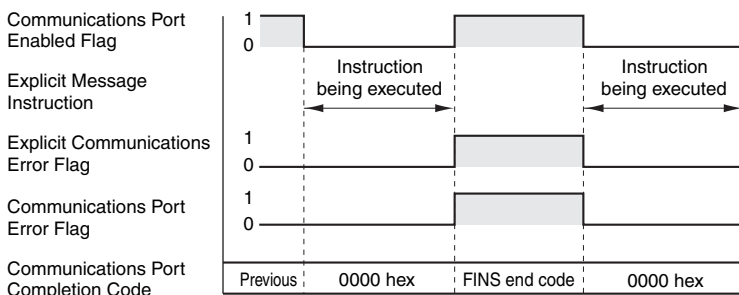 Communications Port
Enabled Flag
1
0
Explicit Message
Instruction
Instruction
being executed
Instruction
being executed
Explicit Communications
Error Flag
1
0
Communications Port
Error Flag
1
0
Communications Port
Completion Code
Previous
0000 hex
FINS end code
0000 hex